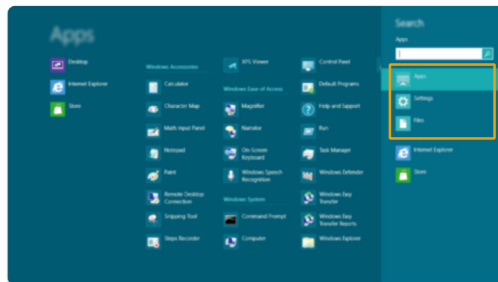 Apps
Desktop
Internet Explorer
Store
Windows Accessories
Calculator
Character Map
Math Input Panel
Notepad
Paint
Remote Desktop
Connection
Snipping Tool
Steps Recorder
XPS Viewer
Windows Ease of Access
Magnifier
Narrator
On-Screen
Keyboard
Windows Speech
Recognition
Windows System
Command Prompt
Computer
Control Panel
Default Programs
Help and Support
Run
Task Manager
Windows Defender
Windows Easy
Transfer
Windows Easy
Transfer Reports
Windows Explorer
Search
Apps
Apps
Settings
Files
Internet Explorer
Store